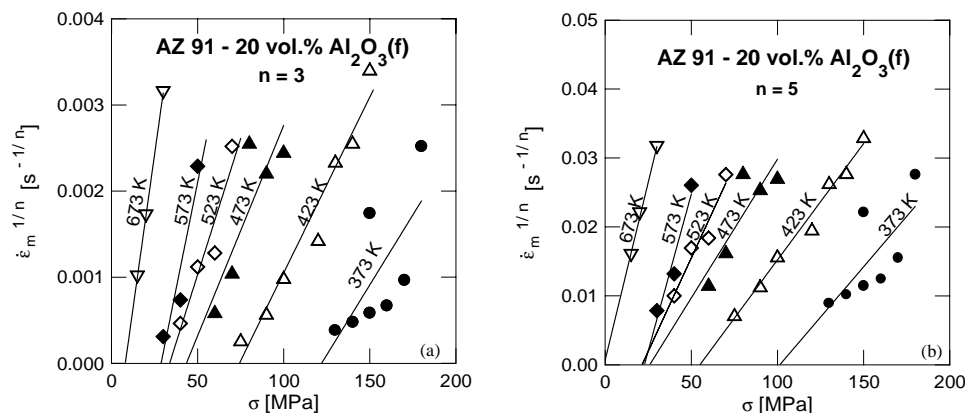 AZ 91 - 20 vol.% Al₂O₃(f)
n = 3
0.004
0.003
0.002
0.001
0.000
ε̇ₘ ¹/ⁿ [s⁻¹/ⁿ]
673 K
573 K
523 K
473 K
423 K
373 K
(a)
0 50 100 150 200
σ [MPa]
AZ 91 - 20 vol.% Al₂O₃(f)
n = 5
0.05
0.04
0.03
0.02
0.01
0.00
ε̇ₘ ¹/ⁿ [s⁻¹/ⁿ]
673 K
573 K
523 K
473 K
423 K
373 K
(b)
0 50 100 150 200
σ [MPa]